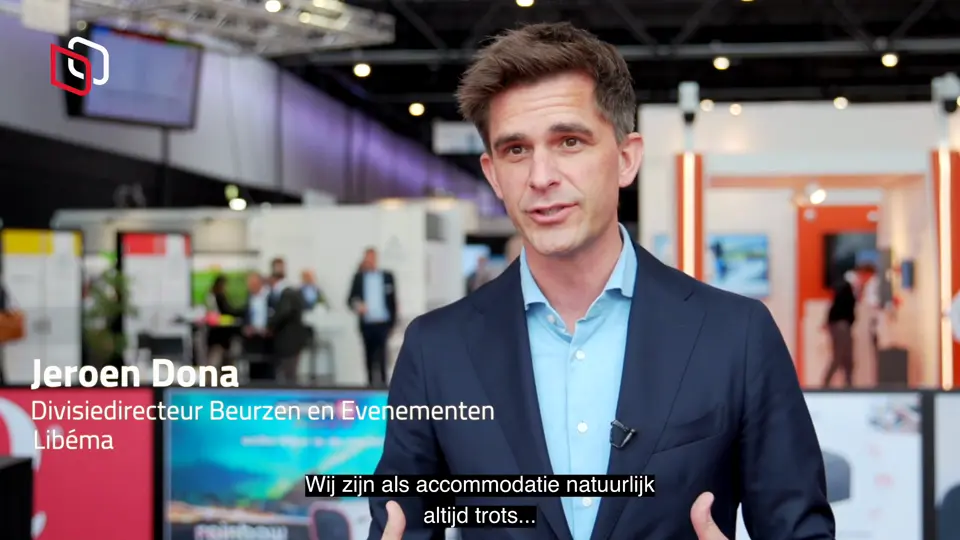 Jeroen Dona
Divisiedirecteur Beurzen en Evenementen
Libéma
Wij zijn als accommodatie natuurlijk
altijd trots...